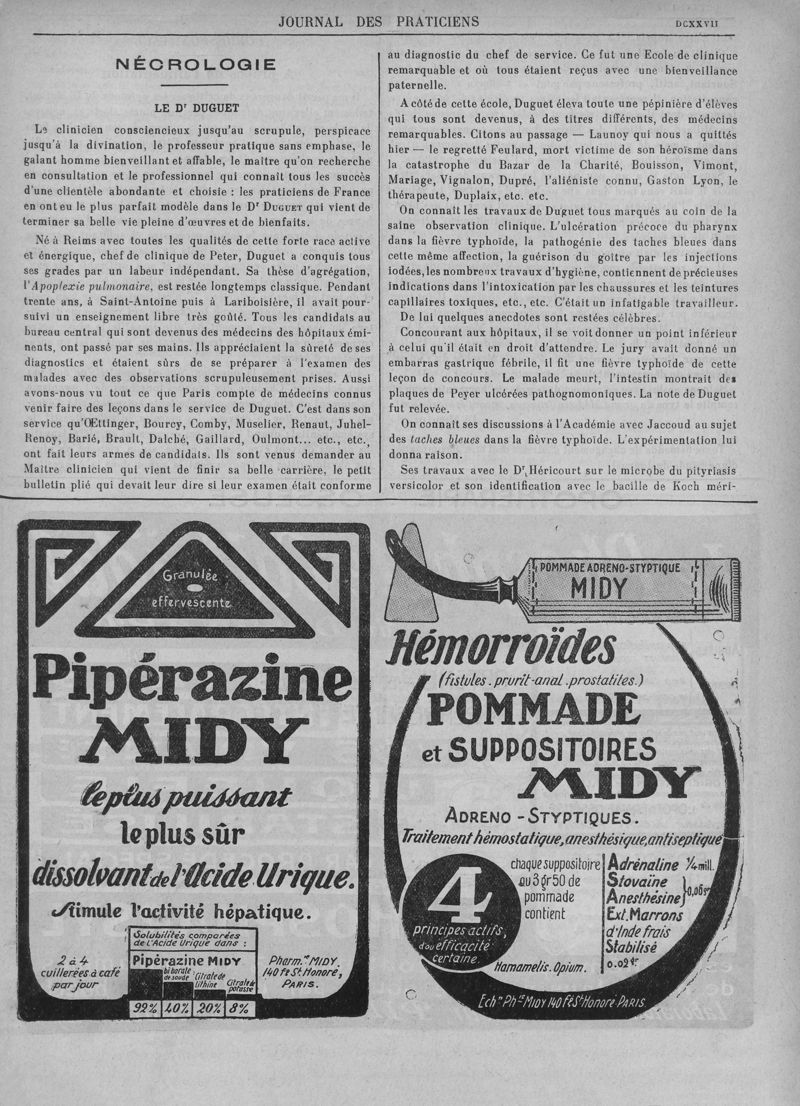 JOURNAL DES PRATICIENS
DCXXVII
NÉCROLOGIE
LE Dr DUGUET
Le clinicien consciencieux jusqu'au scrupule, perspicace
jusqu'à la divination, le professeur pratique sans emphase, le
galant homme bienveillant et affable, le maître qu'on recherche
en consultation et le professionnel qui connaît tous les succès
d'une clientèle abondante et choisie : les praticiens de France
en ont eu le plus parfait modèle dans le Dr DUGUET qui vient de
terminer sa belle vie pleine d'œuvres et de bienfaits.
Né à Reims avec toutes les qualités de cette forte race active
et énergique, chef de clinique de Peter, Duguet a conquis tous
ses grades par un labeur indépendant. Sa thèse d'agrégation,
l'Apoplexie pulmonaire, est restée longtemps classique. Pendant
trente ans, à Saint-Antoine puis à Lariboisière, il avait pour-
suivi un enseignement libre très goûté. Tous les candidats au
bureau central qui sont devenus des médecins des hôpitaux émi-
nents, ont passé par ses mains. Ils appréciaient la sûreté de ses
diagnostics et étaient sûrs de se préparer à l'examen des
malades avec des observations scrupuleusement prises. Aussi
avons-nous vu tout ce que Paris compte de médecins connus
venir faire des leçons dans le service de Duguet. C'est dans son
service qu'Œttinger, Bourcy, Comby, Muselier, Renaut, Juhel-
Renoy, Barié, Brault, Dalché, Gaillard, Oulmont... etc., etc.,
ont fait leurs armes de candidats. Ils sont venus demander au
Maître clinicien qui vient de finir sa belle carrière, le petit
bulletin plié qui devait leur dire si leur examen était conforme
au diagnostic du chef de service. Ce fut une Ecole de clinique
remarquable et où tous étaient reçus avec une bienveillance
paternelle.
A côté de cette école, Duguet éleva toute une pépinière d'élèves
qui tous sont devenus, à des titres différents, des médecins
remarquables. Citons au passage — Launoy qui nous a quittés
hier — le regretté Feulard, mort victime de son héroïsme dans
la catastrophe du Bazar de la Charité, Bouisson, Vimont,
Mariage, Vignalon, Dupré, l'aliéniste connu, Gaston Lyon, le
thérapeute, Duplaix, etc. etc.
On connaît les travaux de Duguet tous marqués au coin de la
saine observation clinique. L'ulcération précoce du pharynx
dans la fièvre typhoïde, la pathogénie des taches bleues dans
cette même affection, la guérison du goitre par les injections
iodées, les nombreux travaux d'hygiène, contiennent de précieuses
indications dans l'intoxication par les chaussures et les teintures
capillaires toxiques, etc., etc. C'était un infatigable travailleur.
De lui quelques anecdotes sont restées célèbres.
Concourant aux hôpitaux, il se voit donner un point inférieur
à celui qu'il était en droit d'attendre. Le jury avait donné un
embarras gastrique fébrile, il fit une fièvre typhoïde de cette
leçon de concours. Le malade meurt, l'intestin montrait des
plaques de Peyer ulcérées pathognomoniques. La note de Duguet
fut relevée.
On connaît ses discussions à l'Académie avec Jaccoud au sujet
des taches bleues dans la fièvre typhoïde. L'expérimentation lui
donna raison.
Ses travaux avec le Dr Héricourt sur le microbe du pityriasis
versicolor et son identification avec le bacille de Koch méri-
Granulée
effervescente
Pipérazine
MIDY
le plus puissant
le plus sûr
dissolvant de l'Acide Urique.
Stimule l'activité hépatique.
2 à 4
cuillerées à café
par jour
Solubilités comparées
de l'Acide Urique dans :
Pipérazine MIDY
bi borate
de soude
Citrate de
lithine
Citrate de
potasse
92% 40% 20% 8%
Pharm.ie MIDY,
140 fg St Honoré,
PARIS.
POMMADE ADRENO-STYPTIQUE
MIDY
Hémorroïdes
(fistules . prurit-anal . prostatites.)
POMMADE
et SUPPOSITOIRES
MIDY
ADRENO-STYPTIQUES.
Traitement hémostatique, anesthésique, antiseptique
4
principes actifs,
d'où efficacité
certaine.
chaque suppositoire
ou 3 gr 50 de
pommade
contient
Adrénaline 1/4 mill.
Stovaine
Anesthésine
} 0,05gr
Ext. Marrons
d'Inde frais
Stabilisé
0.02gr
Hamamelis. Opium.
Echon Phcie MIDY 140 fg St Honoré PARIS.